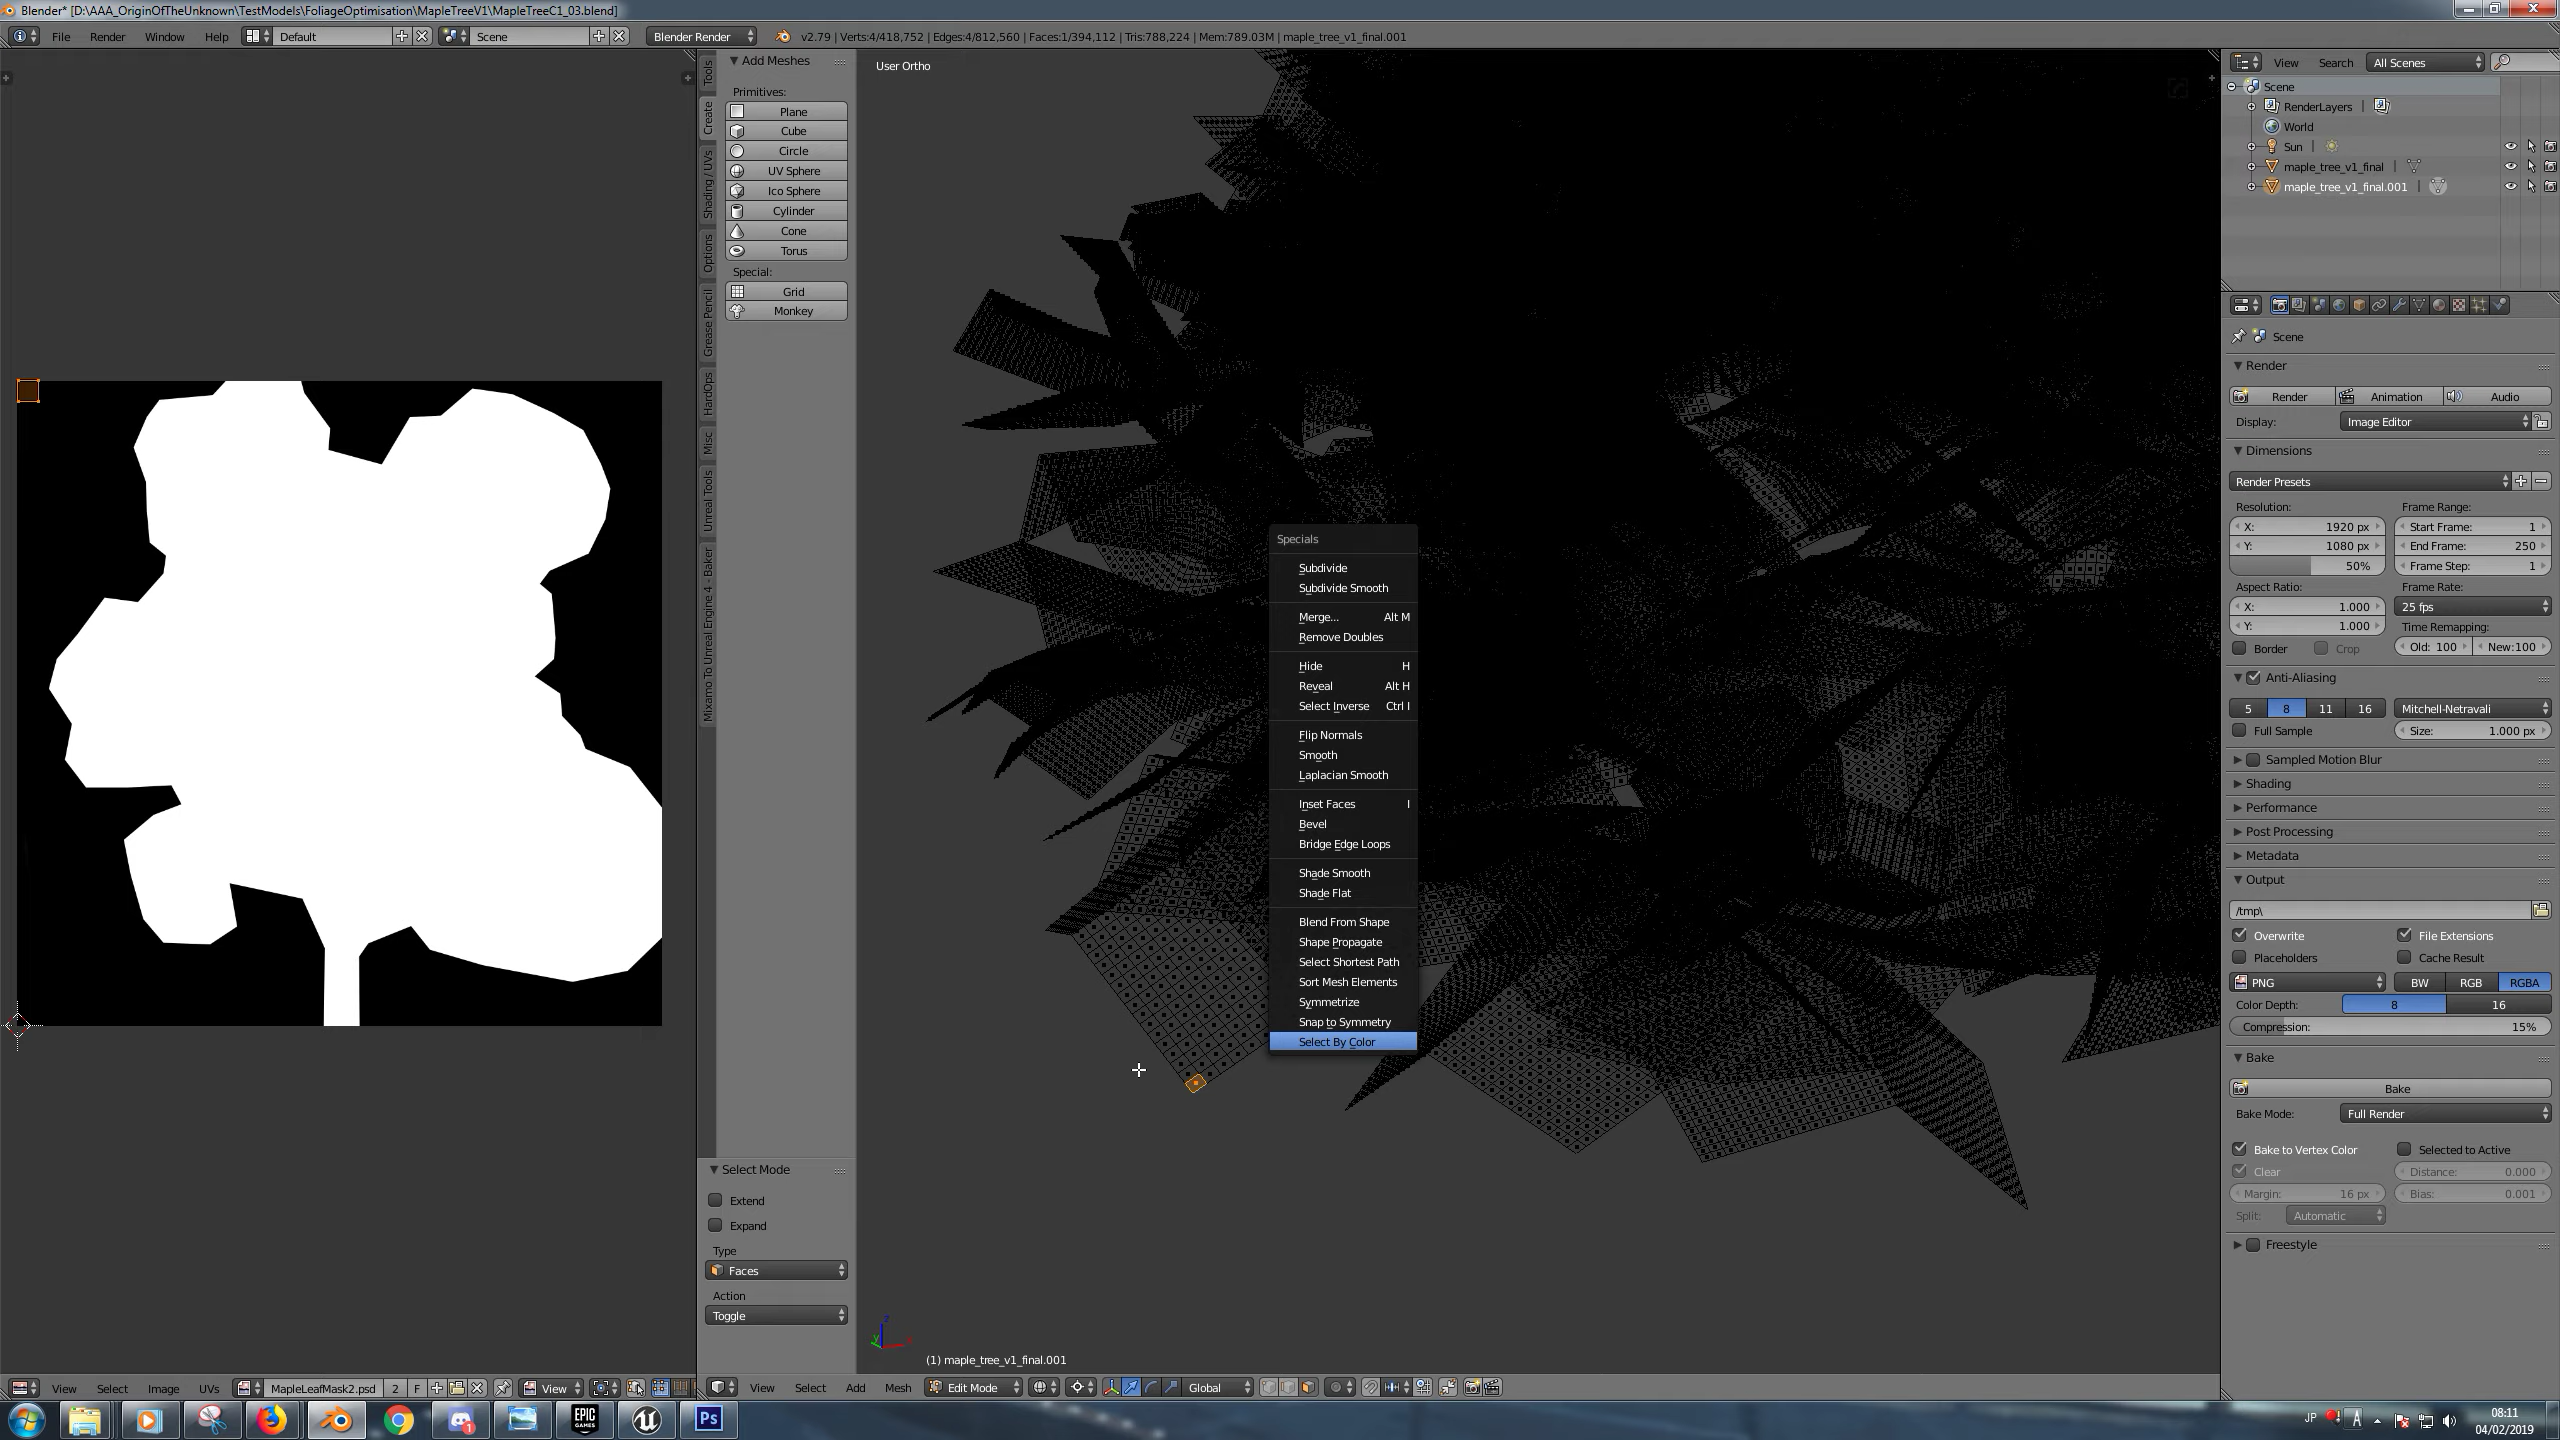 Blender* [D:\AAA_OriginOfTheUnknown\TestModels\FoliageOptimisation\MapleTreeV1\MapleTreeC1_03.blend]
File Render Window Help Default Scene Blender Render v2.79 | Verts:4/418,752 | Edges:4/812,560 | Faces:1/394,112 | Tris:788,224 | Mem:789.03M | maple_tree_v1_final.001
Tools
Create
Shading / UVs
Options
Grease Pencil
HardOps
Misc
Unreal Tools
Mixamo To Unreal Engine 4 - Baker
Add Meshes
Primitives:
Plane
Cube
Circle
UV Sphere
Ico Sphere
Cylinder
Cone
Torus
Special:
Grid
Monkey
Select Mode
Extend
Expand
Type
Faces
Action
Toggle
User Ortho
Specials
Subdivide
Subdivide Smooth
Merge... Alt M
Remove Doubles
Hide H
Reveal Alt H
Select Inverse Ctrl I
Flip Normals
Smooth
Laplacian Smooth
Inset Faces I
Bevel
Bridge Edge Loops
Shade Smooth
Shade Flat
Blend From Shape
Shape Propagate
Select Shortest Path
Sort Mesh Elements
Symmetrize
Snap to Symmetry
Select By Color
z
y
x
(1) maple_tree_v1_final.001
View Search All Scenes
Scene
RenderLayers |
World
Sun |
maple_tree_v1_final |
maple_tree_v1_final.001 |
Scene
Render
Render Animation Audio
Display: Image Editor
Dimensions
Render Presets
Resolution: Frame Range:
X: 1920 px Start Frame: 1
Y: 1080 px End Frame: 250
50% Frame Step: 1
Aspect Ratio: Frame Rate:
X: 1.000 25 fps
Y: 1.000 Time Remapping:
Border Crop Old: 100 New:100
Anti-Aliasing
5 8 11 16 Mitchell-Netravali
Full Sample Size: 1.000 px
Sampled Motion Blur
Shading
Performance
Post Processing
Metadata
Output
/tmp\
Overwrite File Extensions
Placeholders Cache Result
PNG BW RGB RGBA
Color Depth: 8 16
Compression: 15%
Bake
Bake
Bake Mode: Full Render
Bake to Vertex Color Selected to Active
Clear Distance: 0.000
Margin: 16 px Bias: 0.001
Split: Automatic
Freestyle
View Select Image UVs MapleLeafMask2.psd 2 F View
View Select Add Mesh Edit Mode Global
EPIC GAMES
Ps
1
JP A 08:11
04/02/2019